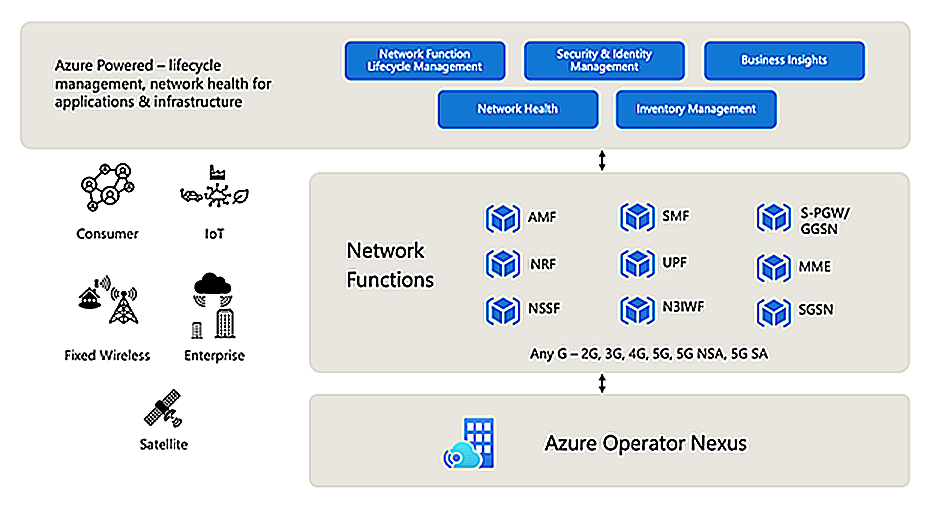 Azure Powered – lifecycle
management, network health for
applications & infrastructure
Network Function
Lifecycle Management
Security & Identity
Management
Business Insights
Network Health
Inventory Management
Consumer
IoT
Fixed Wireless
Enterprise
Satellite
Network
Functions
AMF
SMF
S-PGW/
GGSN
NRF
UPF
MME
NSSF
N3IWF
SGSN
Any G – 2G, 3G, 4G, 5G, 5G NSA, 5G SA
Azure Operator Nexus